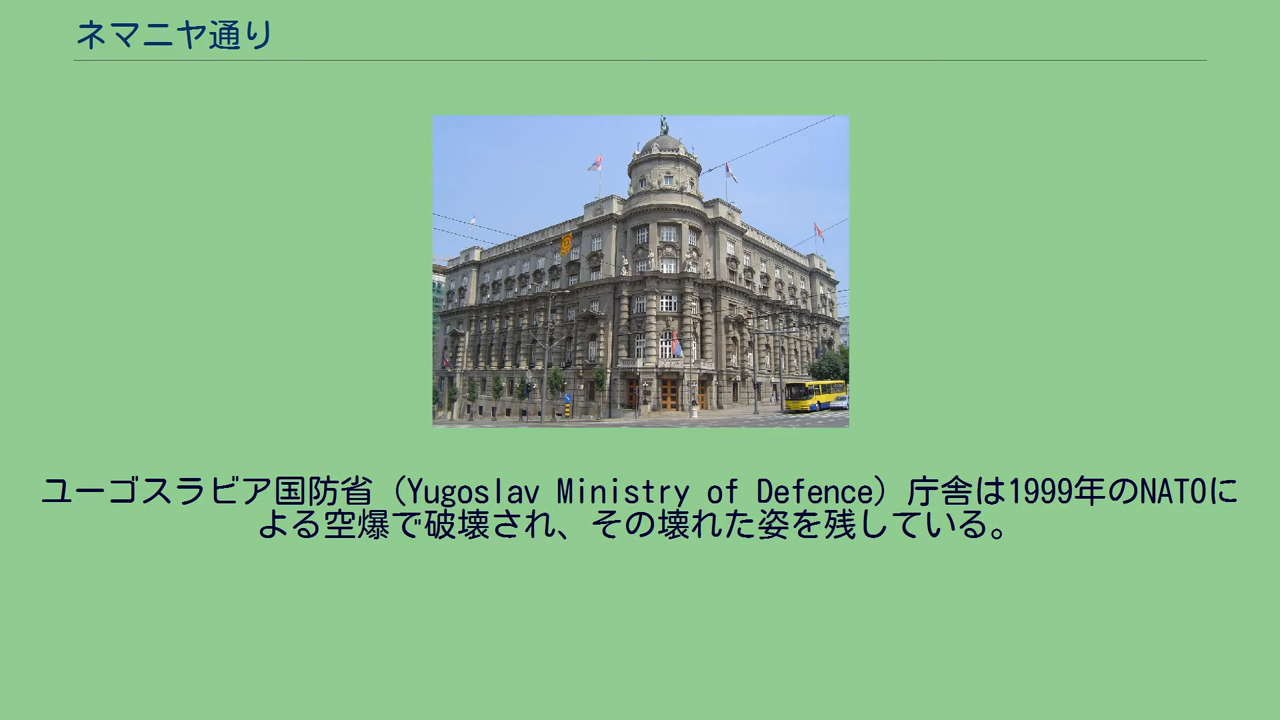 ネマニヤ通り
ユーゴスラビア国防省（Yugoslav Ministry of Defence）庁舎は1999年のNATOに
よる空爆で破壊され、その壊れた姿を残している。